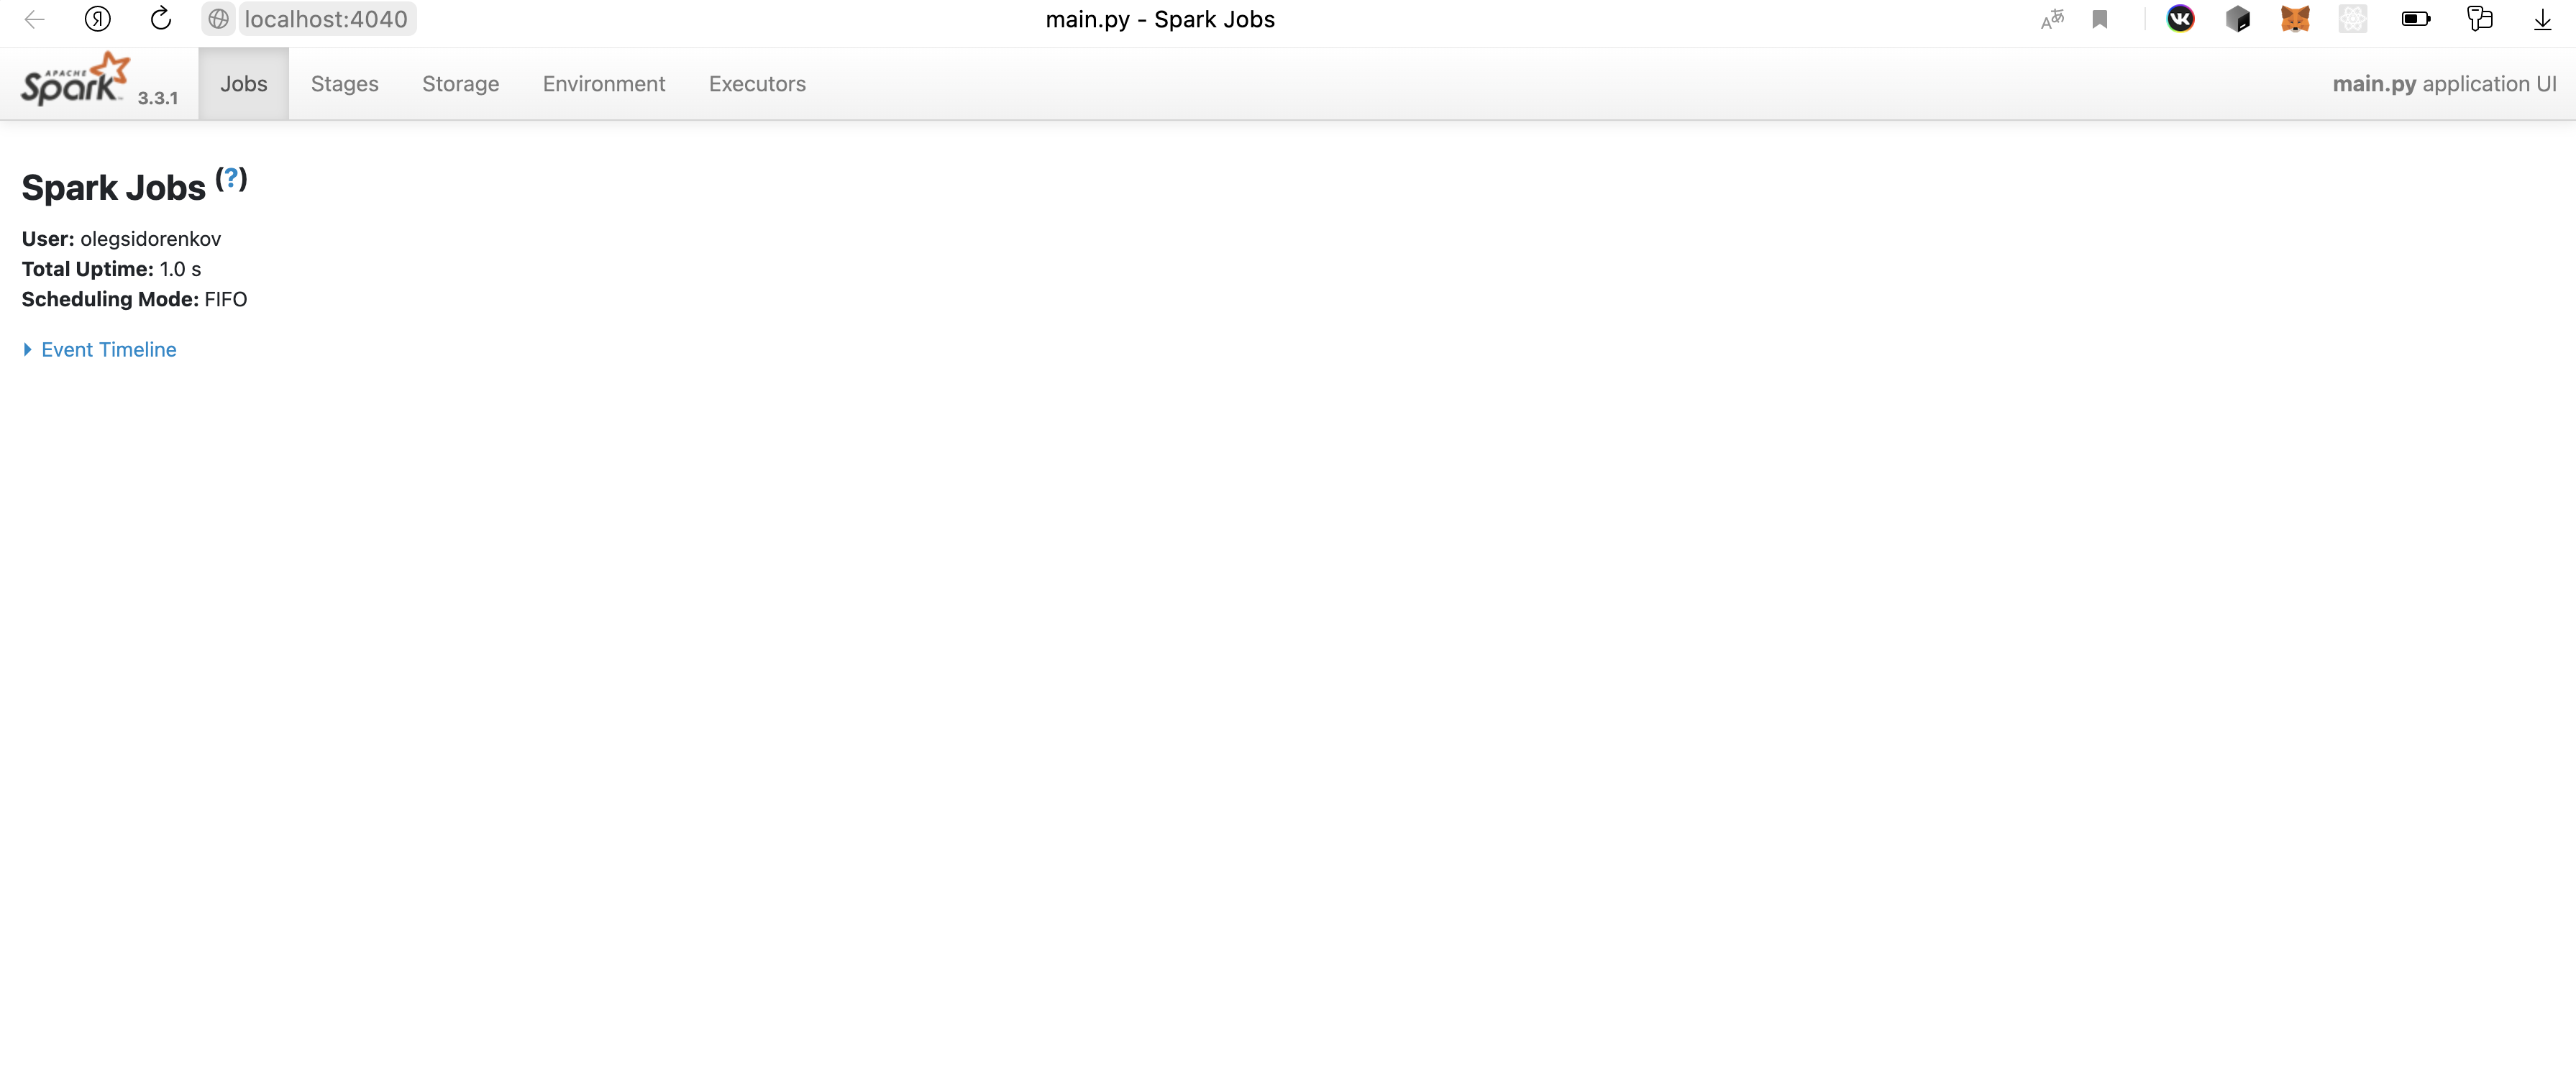 Я localhost:4040 main.py - Spark Jobs
APACHE Spark 3.3.1 Jobs Stages Storage Environment Executors main.py application UI
Spark Jobs (?)
User: olegsidorenkov
Total Uptime: 1.0 s
Scheduling Mode: FIFO
Event Timeline